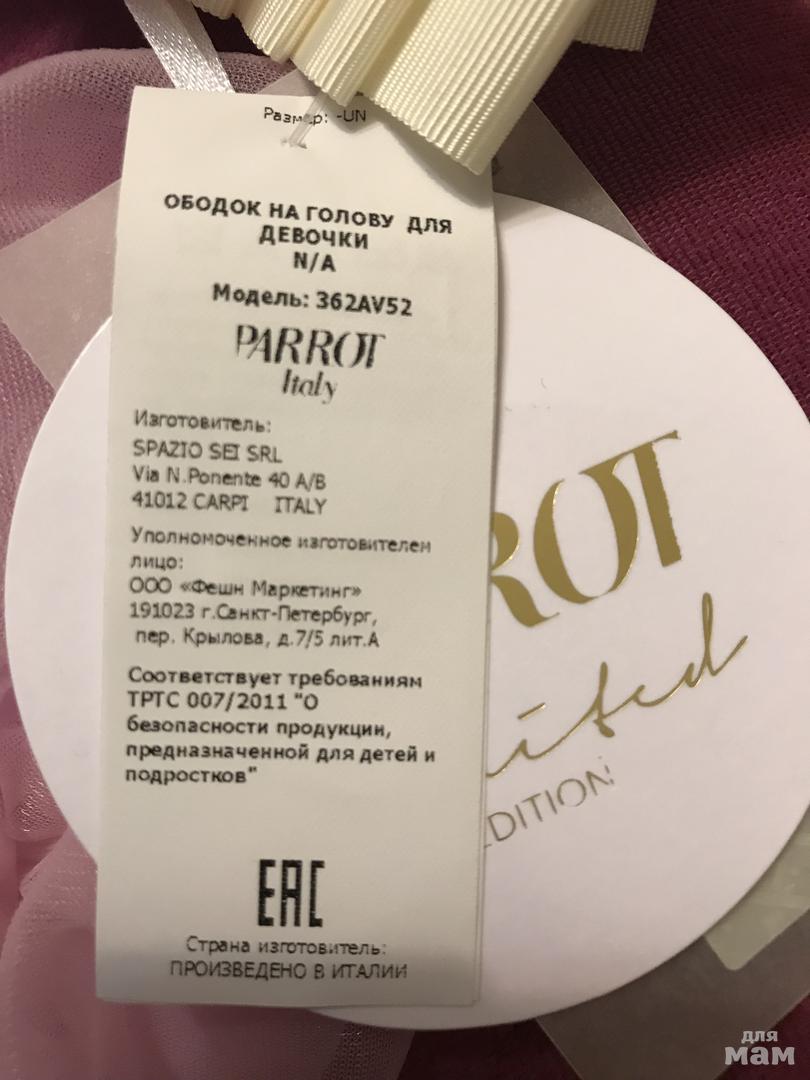 Размер: -UN
ОБОДОК НА ГОЛОВУ ДЛЯ
ДЕВОЧКИ
N/A
Модель: 362AV52
PARROT
Italy
Изготовитель:
SPAZIO SEI SRL
Via N.Ponente 40 A/B
41012 CARPI ITALY
Уполномоченное изготовителем
лицо:
ООО «Фешн Маркетинг»
191023 г.Санкт-Петербург,
пер. Крылова, д.7/5 лит.А
Соответствует требованиям
ТРТС 007/2011 "О
безопасности продукции,
предназначенной для детей и
подростков"
EAC
Страна изготовитель:
ПРОИЗВЕДЕНО В ИТАЛИИ
ROT
ited
EDITION
для
мам